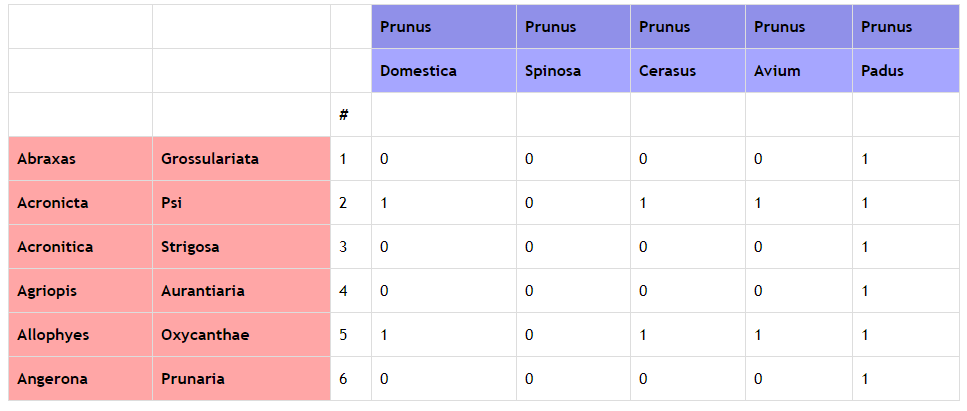 Prunus Prunus Prunus Prunus Prunus
Domestica Spinosa Cerasus Avium Padus
#
Abraxas Grossulariata 1 0 0 0 0 1
Acronicta Psi 2 1 0 1 1 1
Acronitica Strigosa 3 0 0 0 0 1
Agriopis Aurantiaria 4 0 0 0 0 1
Allophyes Oxycanthae 5 1 0 1 1 1
Angerona Prunaria 6 0 0 0 0 1